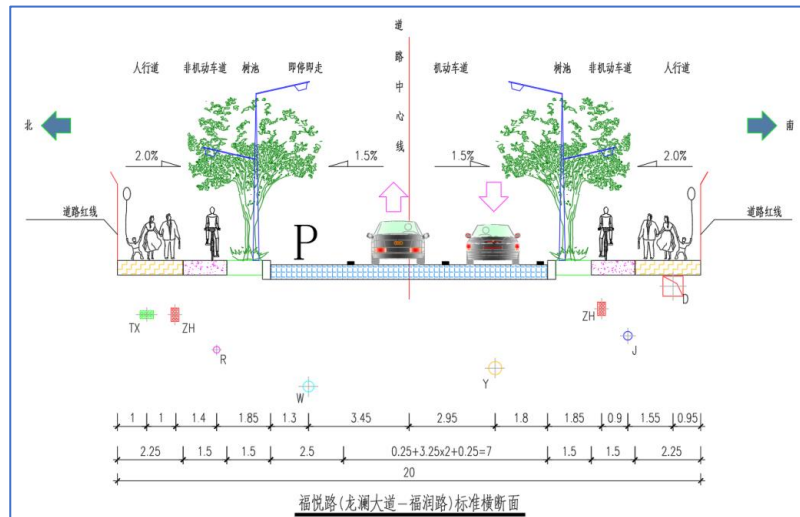 道路中心线
人行道 非机动车道 树池 即停即走 机动车道 树池 非机动车道 人行道
北 南
2.0% 1.5% 1.5% 2.0%
道路红线 道路红线
P
TX ZH ZH D
R J
W Y
1 1 1.4 1.85 1.3 3.45 2.95 1.8 1.85 0.9 1.55 0.95
2.25 1.5 1.5 2.5 0.25+3.25x2+0.25=7 1.5 1.5 2.25
20
福悦路(龙澜大道-福润路)标准横断面